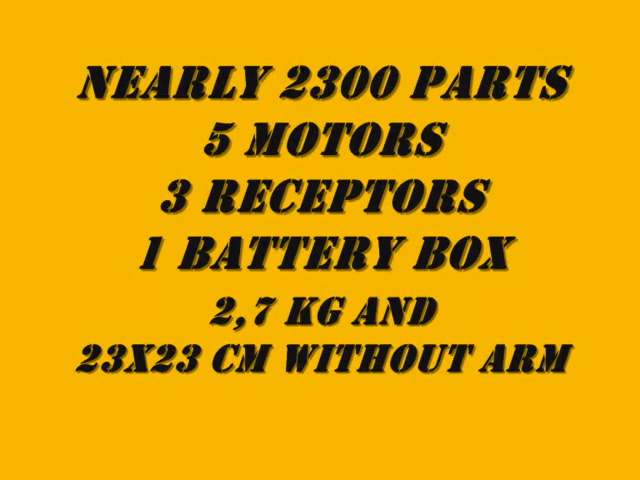 NEARLY 2300 PARTS
5 MOTORS
3 RECEPTORS
1 BATTERY BOX
2,7 KG AND
23X23 CM WITHOUT ARM